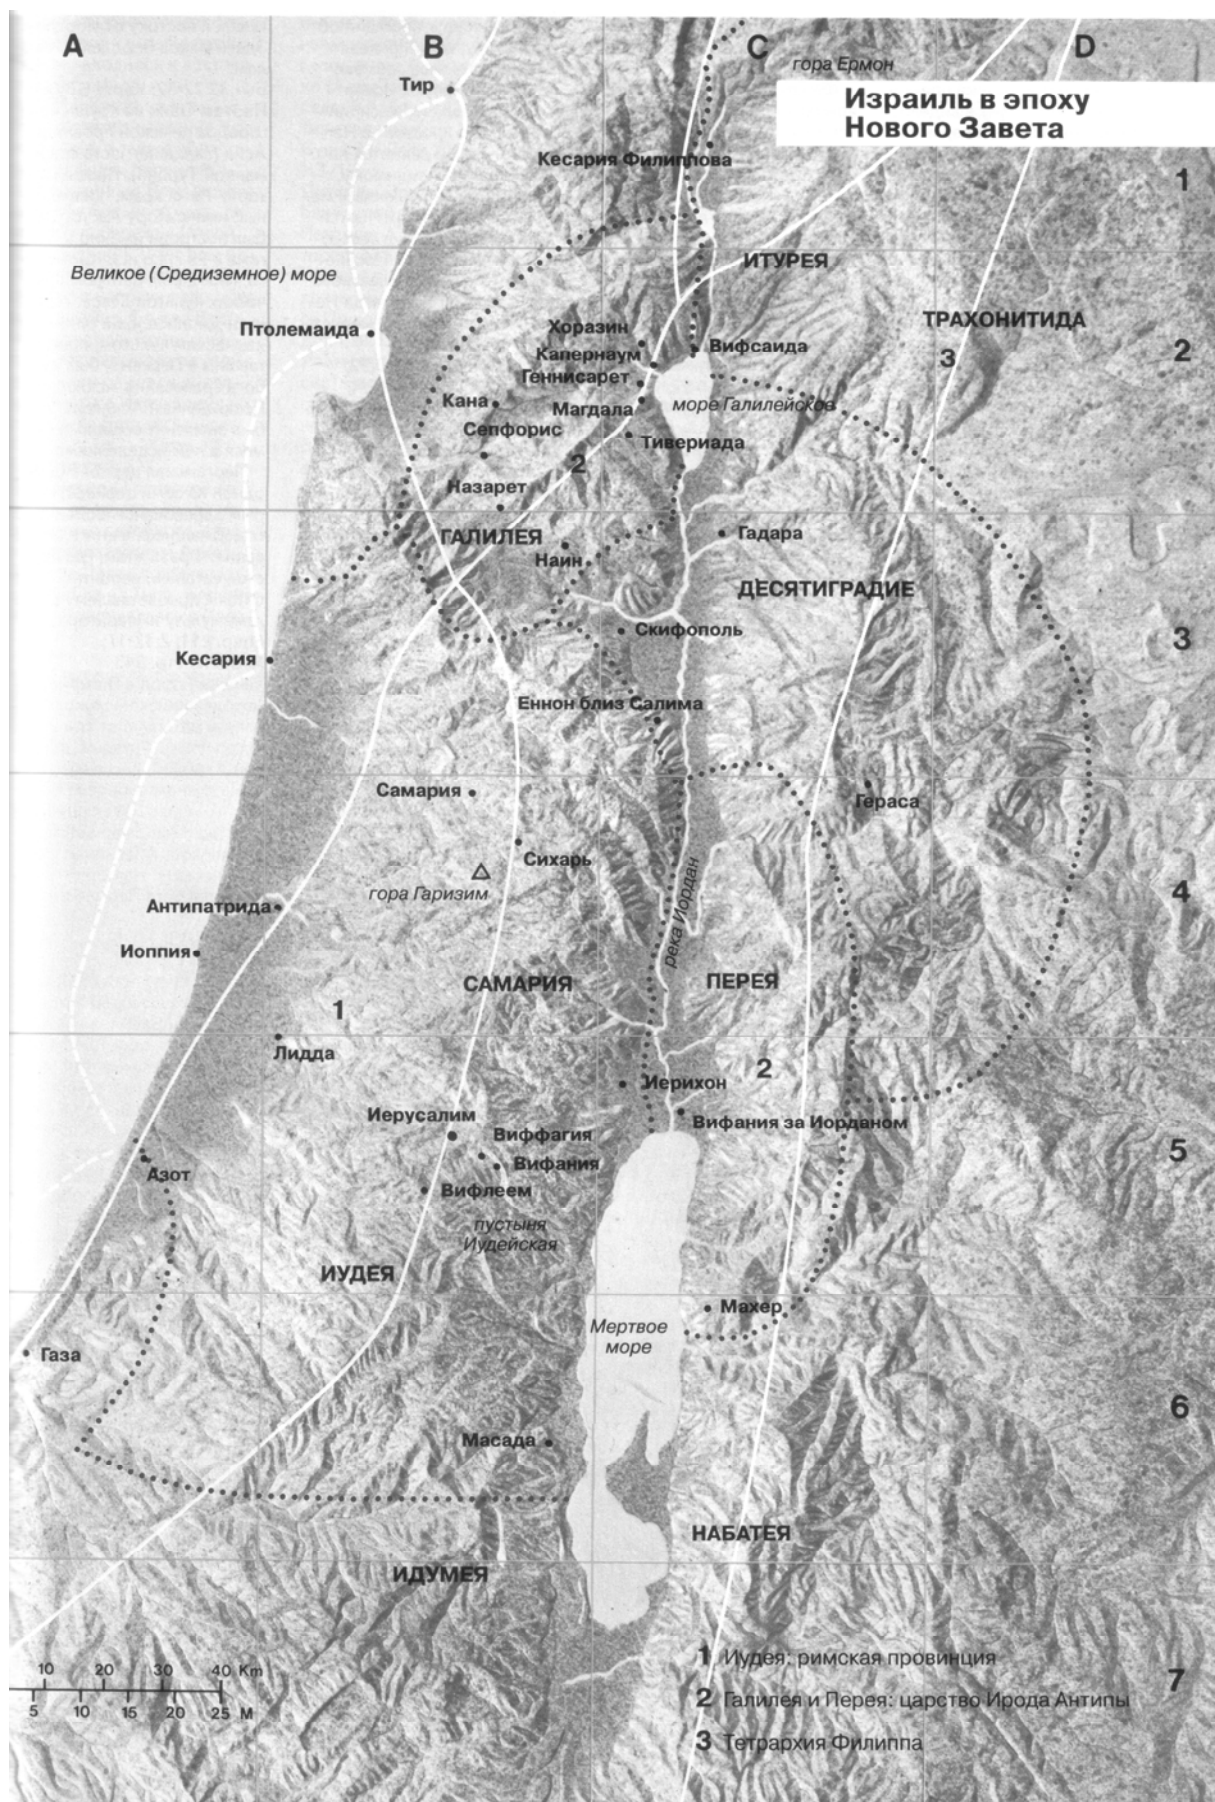 A
B
C
D
гора Ермон
Тир
Израиль в эпоху
Нового Завета
Кесария Филиппова
1
Великое (Средиземное) море
ИТУРЕЯ
Птолемаида
ТРАХОНИТИДА
Хоразин
Вифсаида
Капернаум
3
2
Геннисарет
Кана
Магдала
море Галилейское
Сепфорис
Тивериада
2
Назарет
ГАЛИЛЕЯ
Гадара
Наин
ДЕСЯТИГРАДИЕ
Скифополь
3
Кесария
Еннон близ Салима
Самария
Гераса
Сихарь
гора Гаризим
4
Антипатрида
река Иордан
Иоппия
САМАРИЯ
ПЕРЕЯ
1
Лидда
2
Иерихон
Иерусалим
Вифания за Иорданом
Виффагия
5
Вифания
Азот
Вифлеем
пустыня
Иудейская
ИУДЕЯ
Махер
Мертвое
море
Газа
6
Масада
НАБАТЕЯ
ИДУМЕЯ
1 Иудея: римская провинция
10 20 30 40 Km
7
2 Галилея и Перея: царство Ирода Антипы
5 10 15 20 25 M
3 Тетрархия Филиппа